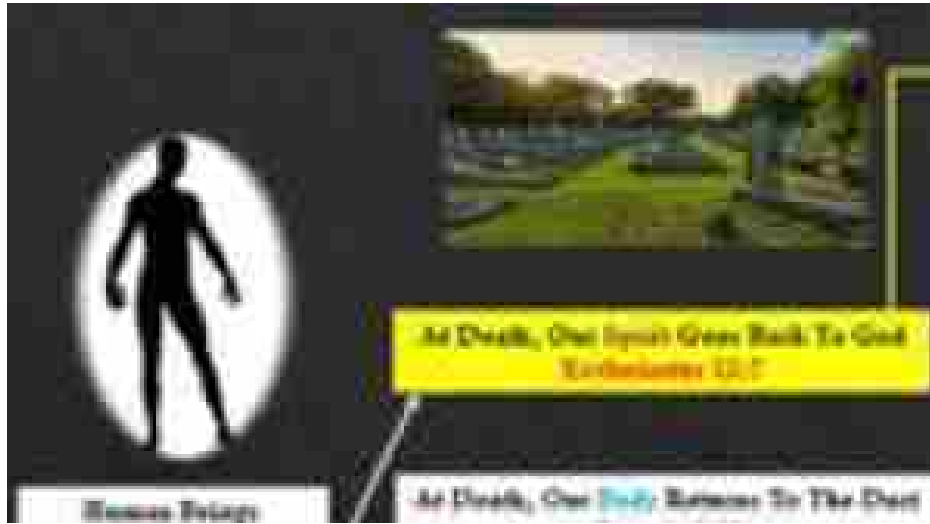 At Death, Our Spirit Goes Back To God
Ecclesiastes 12:7
Human Beings
At Death, Our Body Returns To The Dust